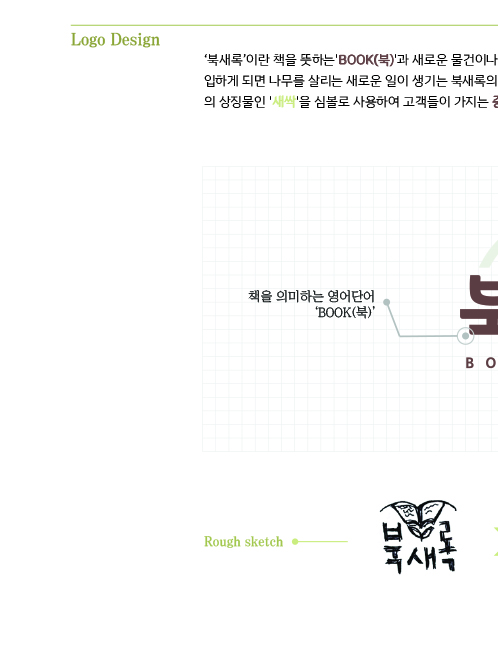 Logo Design
‘북새록’이란 책을 뜻하는'BOOK(북)'과 새로운 물건이나
입하게 되면 나무를 살리는 새로운 일이 생기는 북새록의
의 상징물인 '새싹'을 심볼로 사용하여 고객들이 가지는
책을 의미하는 영어단어
‘BOOK(북)’
북
B O
Rough sketch
북새록